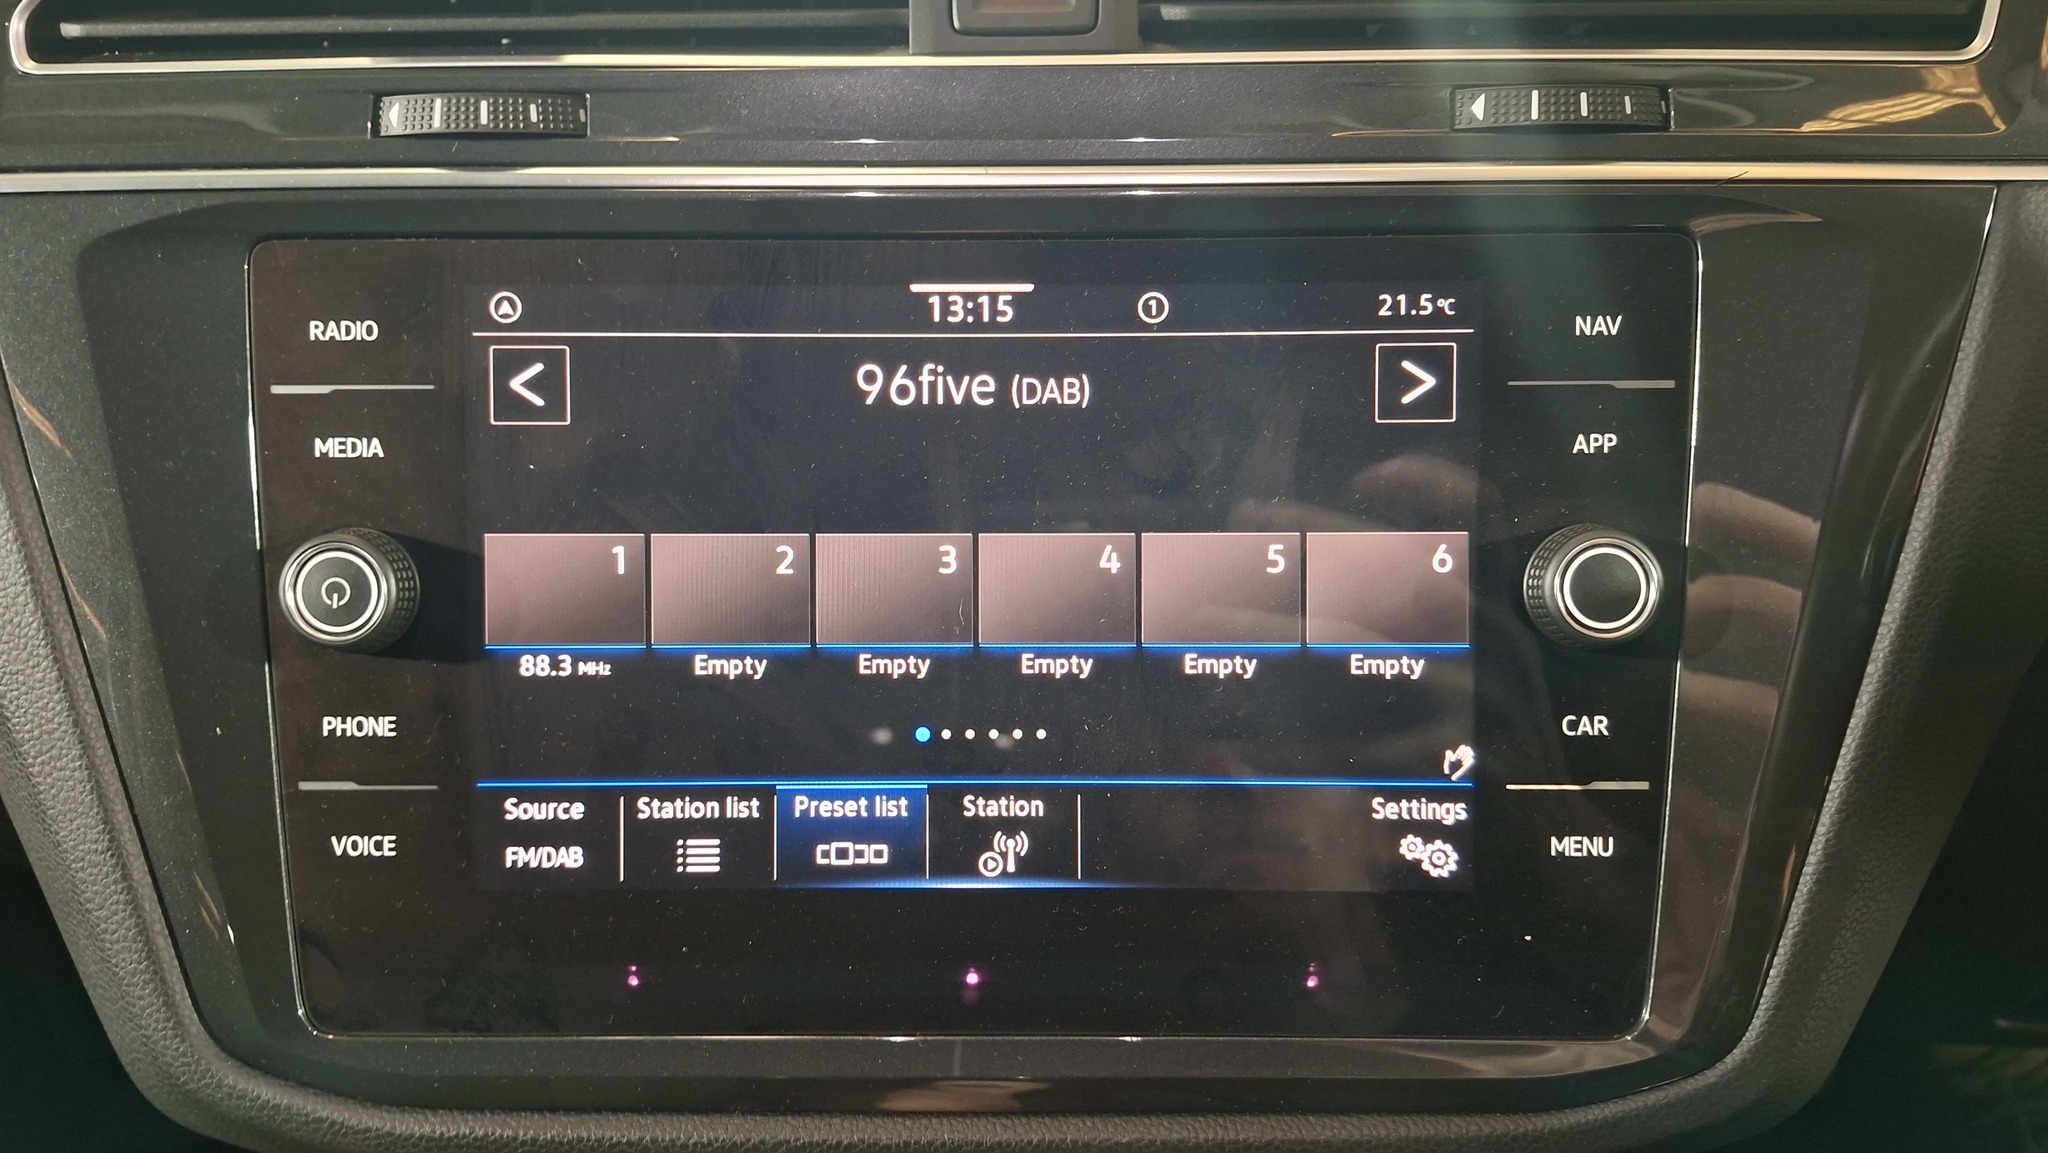 13:15 1 21.5°C
RADIO
NAV
< 96five (DAB) >
MEDIA
APP
1 2 3 4 5 6
88.3 MHz Empty Empty Empty Empty Empty
PHONE
CAR
Source Station list Preset list Station Settings
FM/DAB
VOICE
MENU